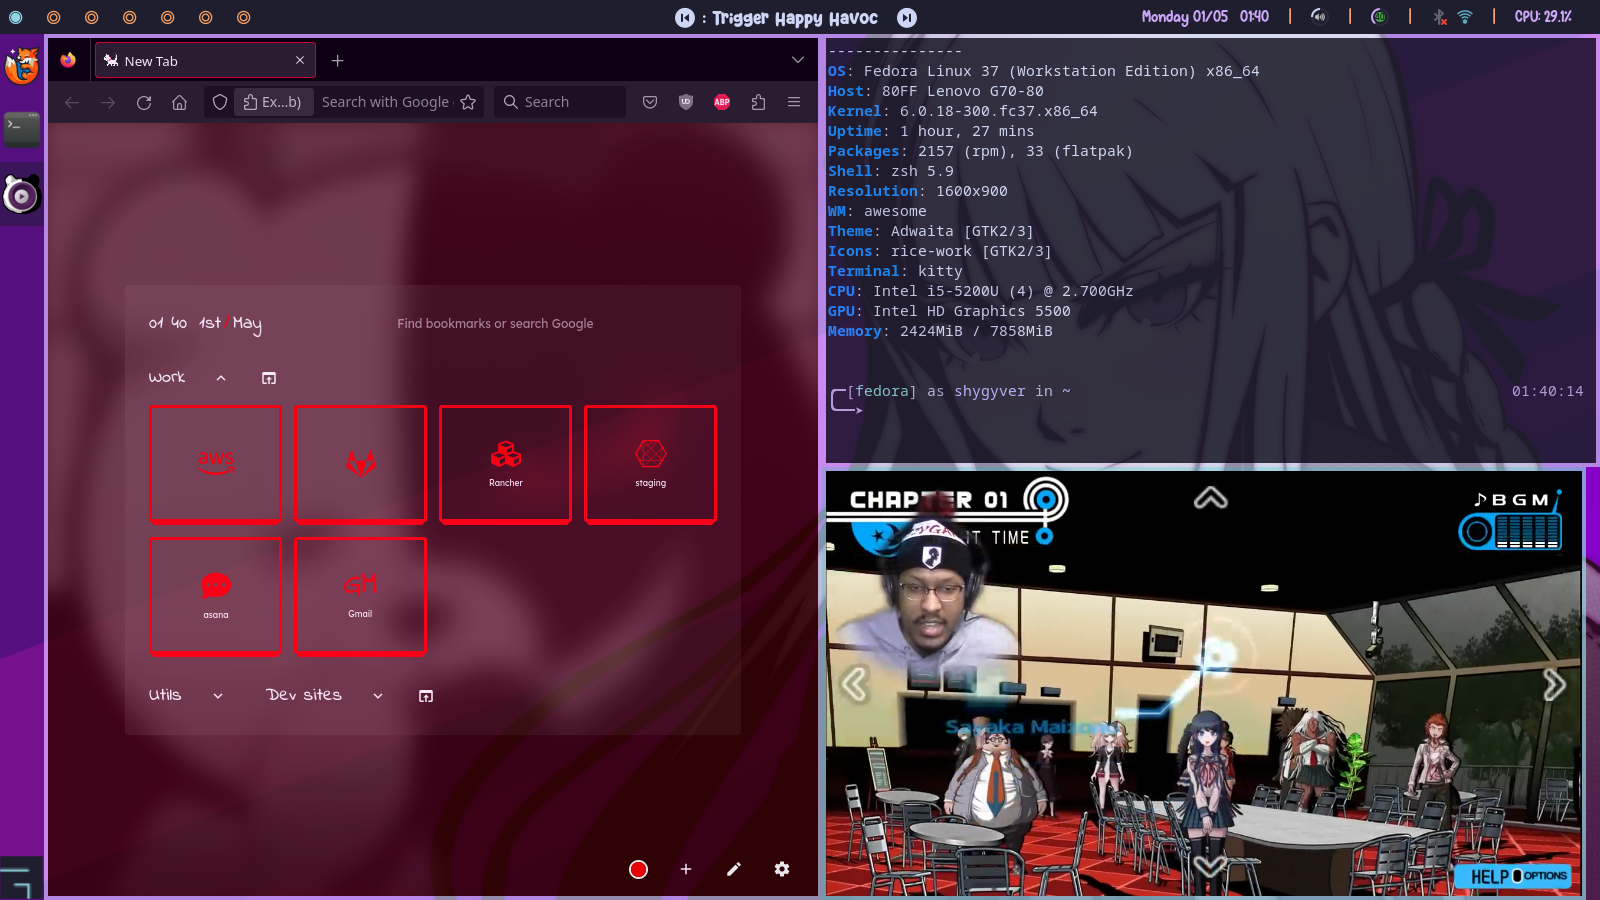 : Trigger Happy Havoc
Monday 01/05 01:40
40
CPU: 29.1%
New Tab
Ex...b)
Search with Google
Search
ABP
01 40 1st/May
Find bookmarks or search Google
Work
aws
Rancher
staging
asana
GM
Gmail
Utils
Dev sites
---------------
OS: Fedora Linux 37 (Workstation Edition) x86_64
Host: 80FF Lenovo G70-80
Kernel: 6.0.18-300.fc37.x86_64
Uptime: 1 hour, 27 mins
Packages: 2157 (rpm), 33 (flatpak)
Shell: zsh 5.9
Resolution: 1600x900
WM: awesome
Theme: Adwaita [GTK2/3]
Icons: rice-work [GTK2/3]
Terminal: kitty
CPU: Intel i5-5200U (4) @ 2.700GHz
GPU: Intel HD Graphics 5500
Memory: 2424MiB / 7858MiB
[fedora] as shygyver in ~
01:40:14
CHAPTER 01
TIME
♪BGM
Sayaka Maizono
HELP OPTIONS